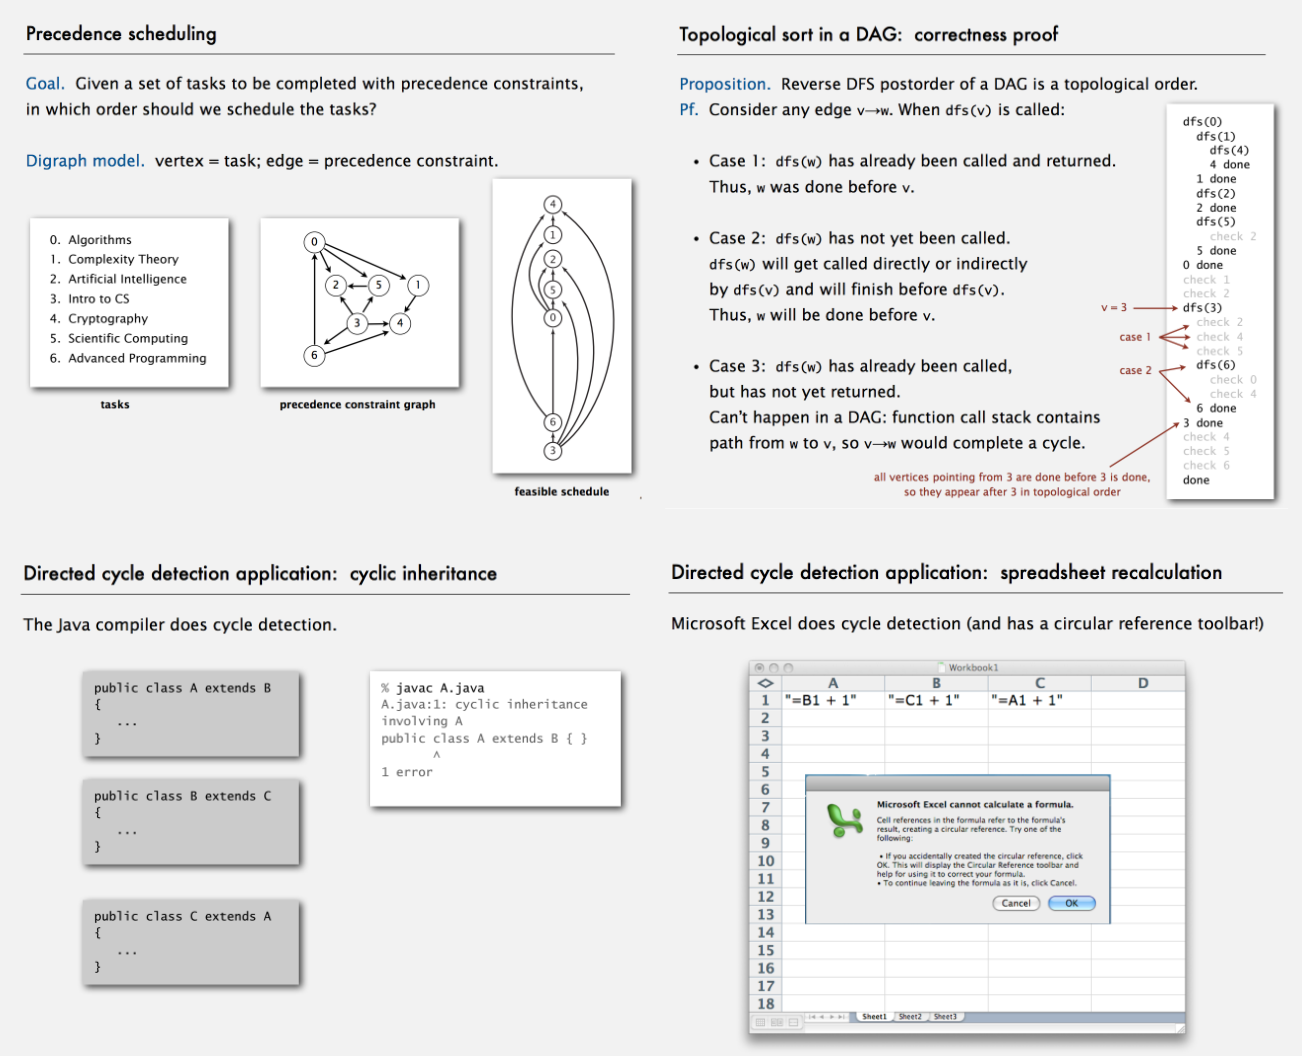 Precedence scheduling
Goal. Given a set of tasks to be completed with precedence constraints,
in which order should we schedule the tasks?
Digraph model. vertex = task; edge = precedence constraint.
0. Algorithms
1. Complexity Theory
2. Artificial Intelligence
3. Intro to CS
4. Cryptography
5. Scientific Computing
6. Advanced Programming
tasks
0
2
5
1
3
4
6
precedence constraint graph
4
1
2
5
0
6
3
feasible schedule
Topological sort in a DAG: correctness proof
Proposition. Reverse DFS postorder of a DAG is a topological order.
Pf. Consider any edge v→w. When dfs(v) is called:
• Case 1: dfs(w) has already been called and returned.
Thus, w was done before v.
• Case 2: dfs(w) has not yet been called.
dfs(w) will get called directly or indirectly
by dfs(v) and will finish before dfs(v).
Thus, w will be done before v.
• Case 3: dfs(w) has already been called,
but has not yet returned.
Can't happen in a DAG: function call stack contains
path from w to v, so v→w would complete a cycle.
dfs(0)
dfs(1)
dfs(4)
4 done
1 done
dfs(2)
2 done
dfs(5)
check 2
5 done
0 done
check 1
check 2
v = 3
dfs(3)
check 2
case 1
check 4
check 5
case 2
dfs(6)
check 0
check 4
6 done
3 done
check 4
check 5
check 6
done
all vertices pointing from 3 are done before 3 is done,
so they appear after 3 in topological order
Directed cycle detection application: cyclic inheritance
The Java compiler does cycle detection.
public class A extends B
{
...
}
public class B extends C
{
...
}
public class C extends A
{
...
}
% javac A.java
A.java:1: cyclic inheritance
involving A
public class A extends B { }
^
1 error
Directed cycle detection application: spreadsheet recalculation
Microsoft Excel does cycle detection (and has a circular reference toolbar!)
Workbook1
A B C D
1 "=B1 + 1" "=C1 + 1" "=A1 + 1"
2
3
4
5
6
7
8
9
10
11
12
13
14
15
16
17
18
Microsoft Excel cannot calculate a formula.
Cell references in the formula refer to the formula's
result, creating a circular reference. Try one of the
following:
• If you accidentally created the circular reference, click
OK. This will display the Circular Reference toolbar and
help for using it to correct your formula.
• To continue leaving the formula as it is, click Cancel.
Cancel OK
Sheet1 Sheet2 Sheet3